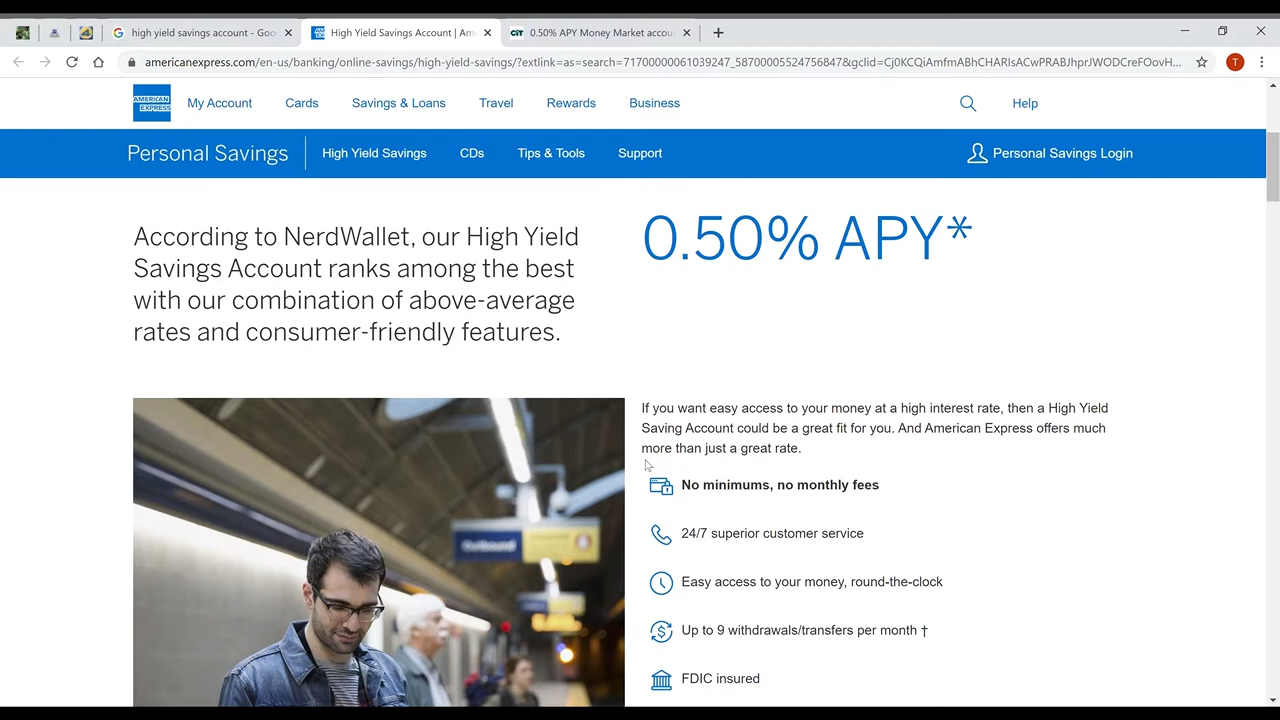 high yield savings account - Goo
High Yield Savings Account | Am
CIT
0.50% APY Money Market accou
americanexpress.com/en-us/banking/online-savings/high-yield-savings/?extlink=as=search=71700000061039247_58700005524756847&gclid=Cj0KCQiAmfmABhCHARIsACwPRABJhprJWODCreFOovH...
T
AMERICAN EXPRESS
My Account
Cards
Savings & Loans
Travel
Rewards
Business
Help
Personal Savings
High Yield Savings
CDs
Tips & Tools
Support
Personal Savings Login
According to NerdWallet, our High Yield
Savings Account ranks among the best
with our combination of above-average
rates and consumer-friendly features.
0.50% APY*
If you want easy access to your money at a high interest rate, then a High Yield
Saving Account could be a great fit for you. And American Express offers much
more than just a great rate.
No minimums, no monthly fees
24/7 superior customer service
Easy access to your money, round-the-clock
Up to 9 withdrawals/transfers per month †
FDIC insured
Outbound